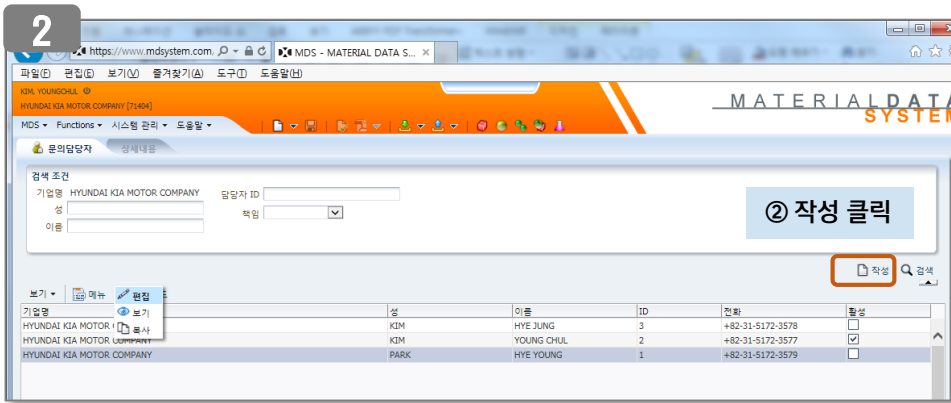 2
https://www.mdsystem.com.
MDS - MATERIAL DATA S...
파일(F) 편집(E) 보기(V) 즐겨찾기(A) 도구(T) 도움말(H)
KIM, YOUNGCHUL
HYUNDAI KIA MOTOR COMPANY [71404]
MATERIAL DATA
SYSTEM
MDS Functions 시스템 관리 도움말
문의담당자 상세내용
검색 조건
기업명 HYUNDAI KIA MOTOR COMPANY 담당자 ID
성 책임
이름
② 작성 클릭
작성 검색
보기 메뉴 편집
보기
복사
기업명 성 이름 ID 전화 활성
HYUNDAI KIA MOTOR KIM HYE JUNG 3 +82-31-5172-3578
HYUNDAI KIA MOTOR COMPANY KIM YOUNG CHUL 2 +82-31-5172-3577
HYUNDAI KIA MOTOR COMPANY PARK HYE YOUNG 1 +82-31-5172-3579